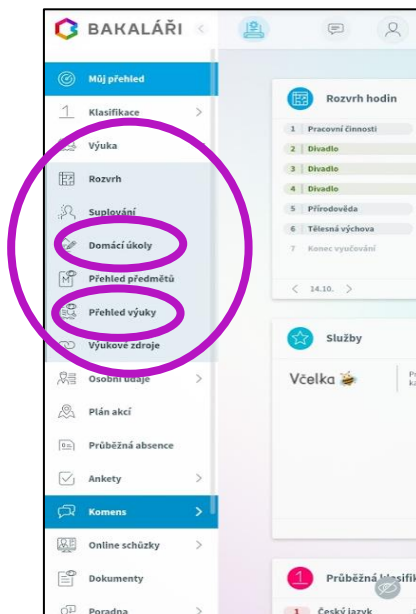 BAKALÁŘI
Můj přehled
Klasifikace
Výuka
Rozvrh
Suplování
Domácí úkoly
Přehled předmětů
Přehled výuky
Výukové zdroje
Osobní údaje
Plán akcí
Průběžná absence
Ankety
Komens
Online schůzky
Dokumenty
Poradna
Rozvrh hodin
1 Pracovní činnosti
2 Divadlo
3 Divadlo
4 Divadlo
5 Přírodověda
6 Tělesná výchova
7 Konec vyučování
< 14.10. >
Služby
Včelka
1 Průběžná
1 Český jazyk